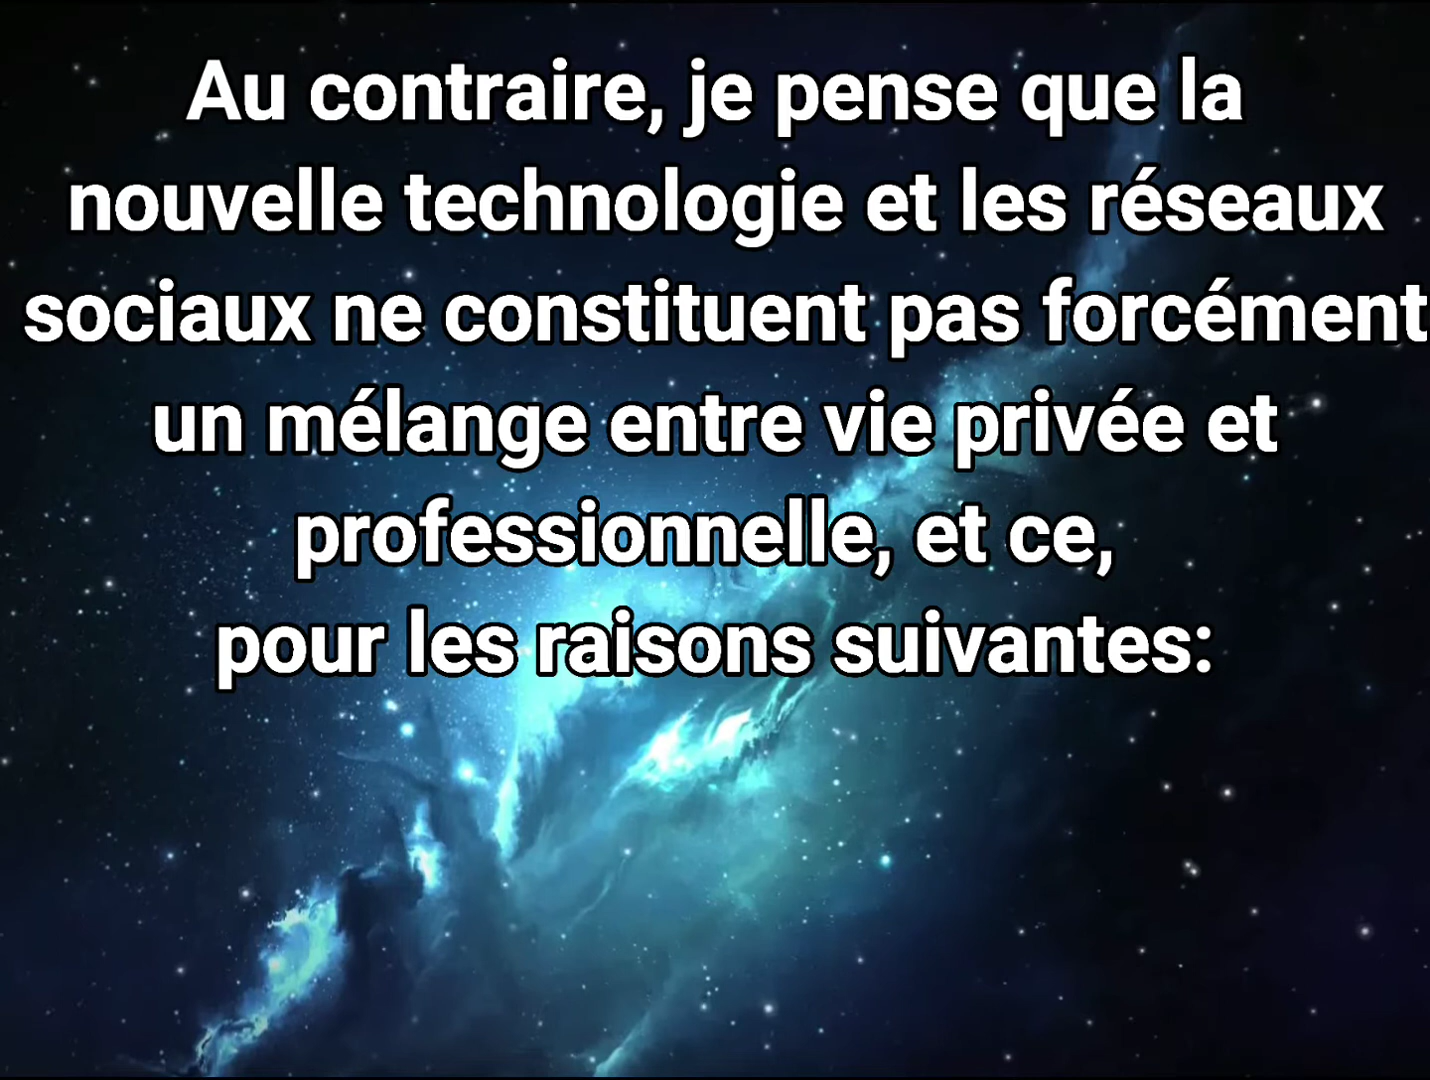 Au contraire, je pense que la
nouvelle technologie et les réseaux
sociaux ne constituent pas forcément
un mélange entre vie privée et
professionnelle, et ce,
pour les raisons suivantes: